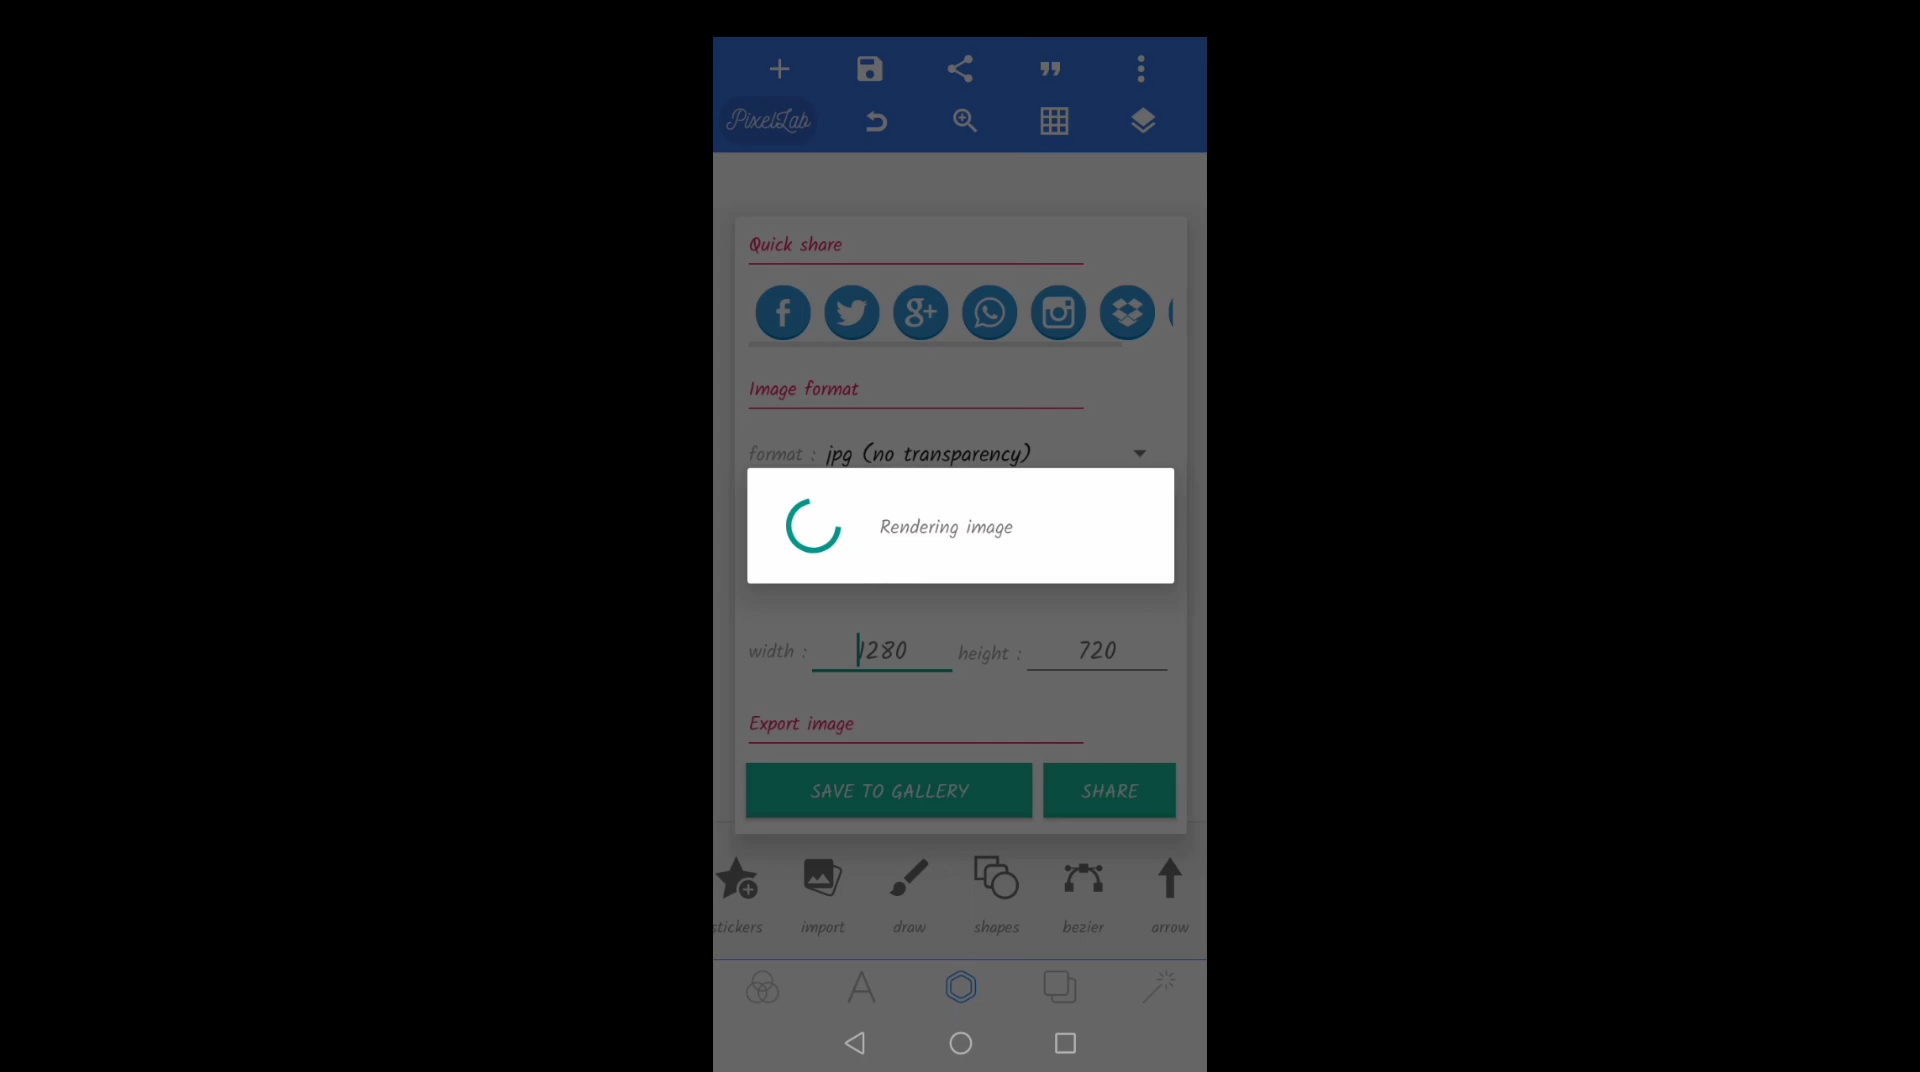 PixelLab
Quick share
Image format
format : jpg (no transparency)
Rendering image
width : 1280 height : 720
Export image
SAVE TO GALLERY SHARE
stickers import draw shapes bezier arrow